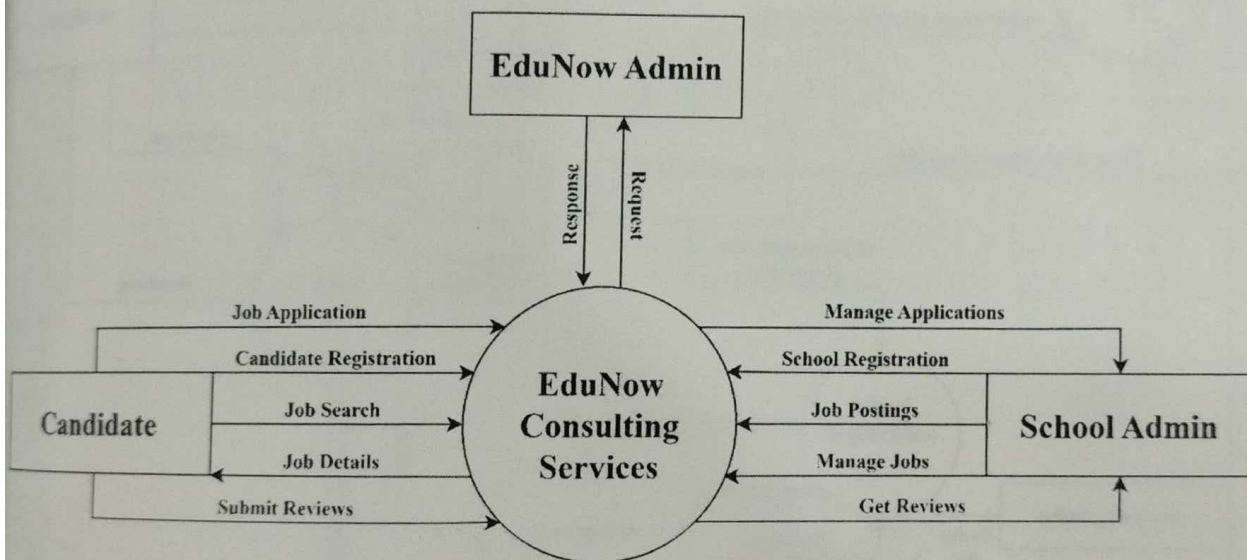 EduNow Admin
Response
Request
Job Application
Manage Applications
Candidate Registration
School Registration
EduNow
Consulting
Services
Candidate
Job Search
Job Postings
School Admin
Job Details
Manage Jobs
Submit Reviews
Get Reviews